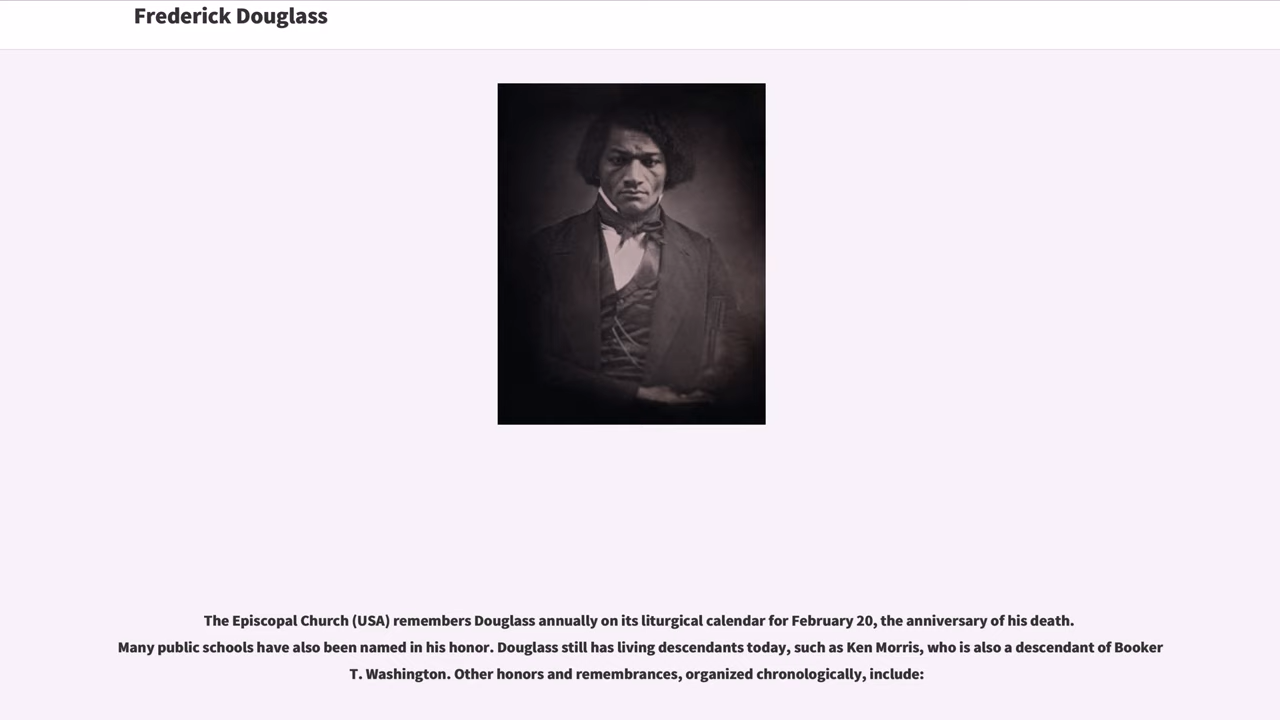 Frederick Douglass
The Episcopal Church (USA) remembers Douglass annually on its liturgical calendar for February 20, the anniversary of his death.
Many public schools have also been named in his honor. Douglass still has living descendants today, such as Ken Morris, who is also a descendant of Booker
T. Washington. Other honors and remembrances, organized chronologically, include: